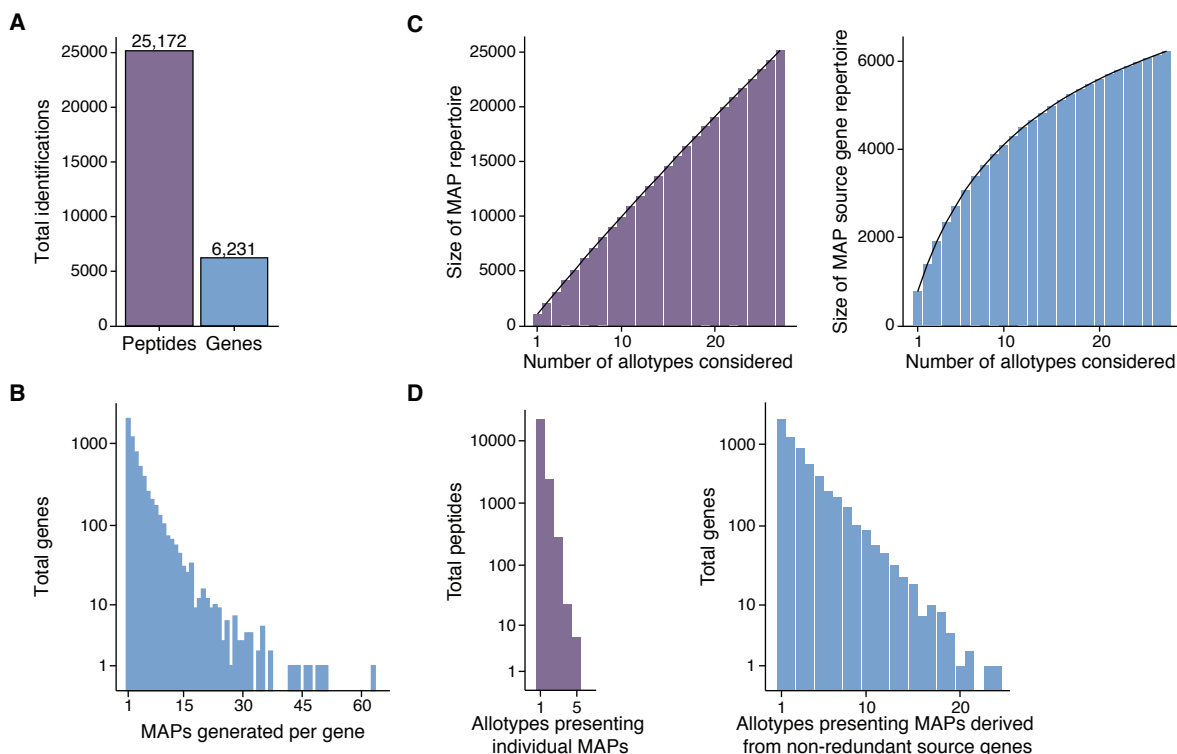 A
25,172
25000
20000
15000
10000
5000
0
6,231
Total identifications
Peptides Genes
C
25000
20000
15000
10000
5000
0
Size of MAP repertoire
1 10 20
Number of allotypes considered
6000
4000
2000
0
Size of MAP source gene repertoire
1 10 20
Number of allotypes considered
B
1000
100
10
1
Total genes
1 15 30 45 60
MAPs generated per gene
D
10000
1000
100
10
1
Total peptides
1 5
Allotypes presenting
individual MAPs
1000
100
10
1
Total genes
1 10 20
Allotypes presenting MAPs derived
from non-redundant source genes